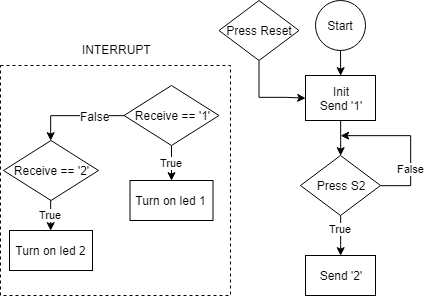 Press Reset
Start
INTERRUPT
Init
Send '1'
Receive == '1'
False
True
Receive == '2'
Turn on led 1
True
Turn on led 2
Press S2
False
True
Send '2'